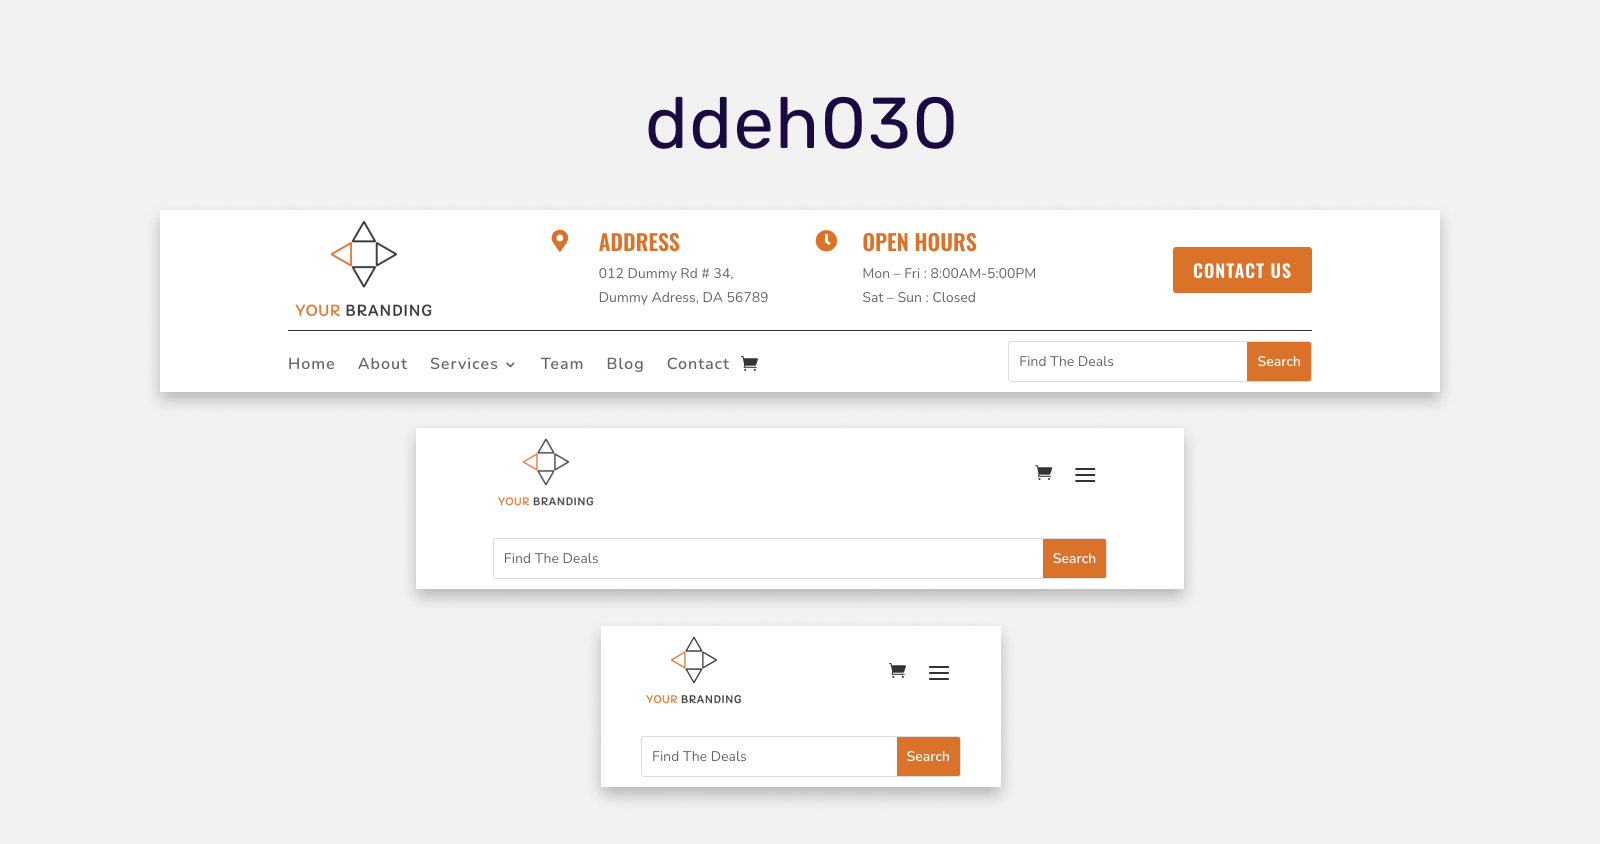 ddeh030
YOUR BRANDING
ADDRESS
012 Dummy Rd # 34,
Dummy Adress, DA 56789
OPEN HOURS
Mon – Fri : 8:00AM-5:00PM
Sat – Sun : Closed
CONTACT US
Home About Services Team Blog Contact
Find The Deals Search
YOUR BRANDING
Find The Deals Search
YOUR BRANDING
Find The Deals Search